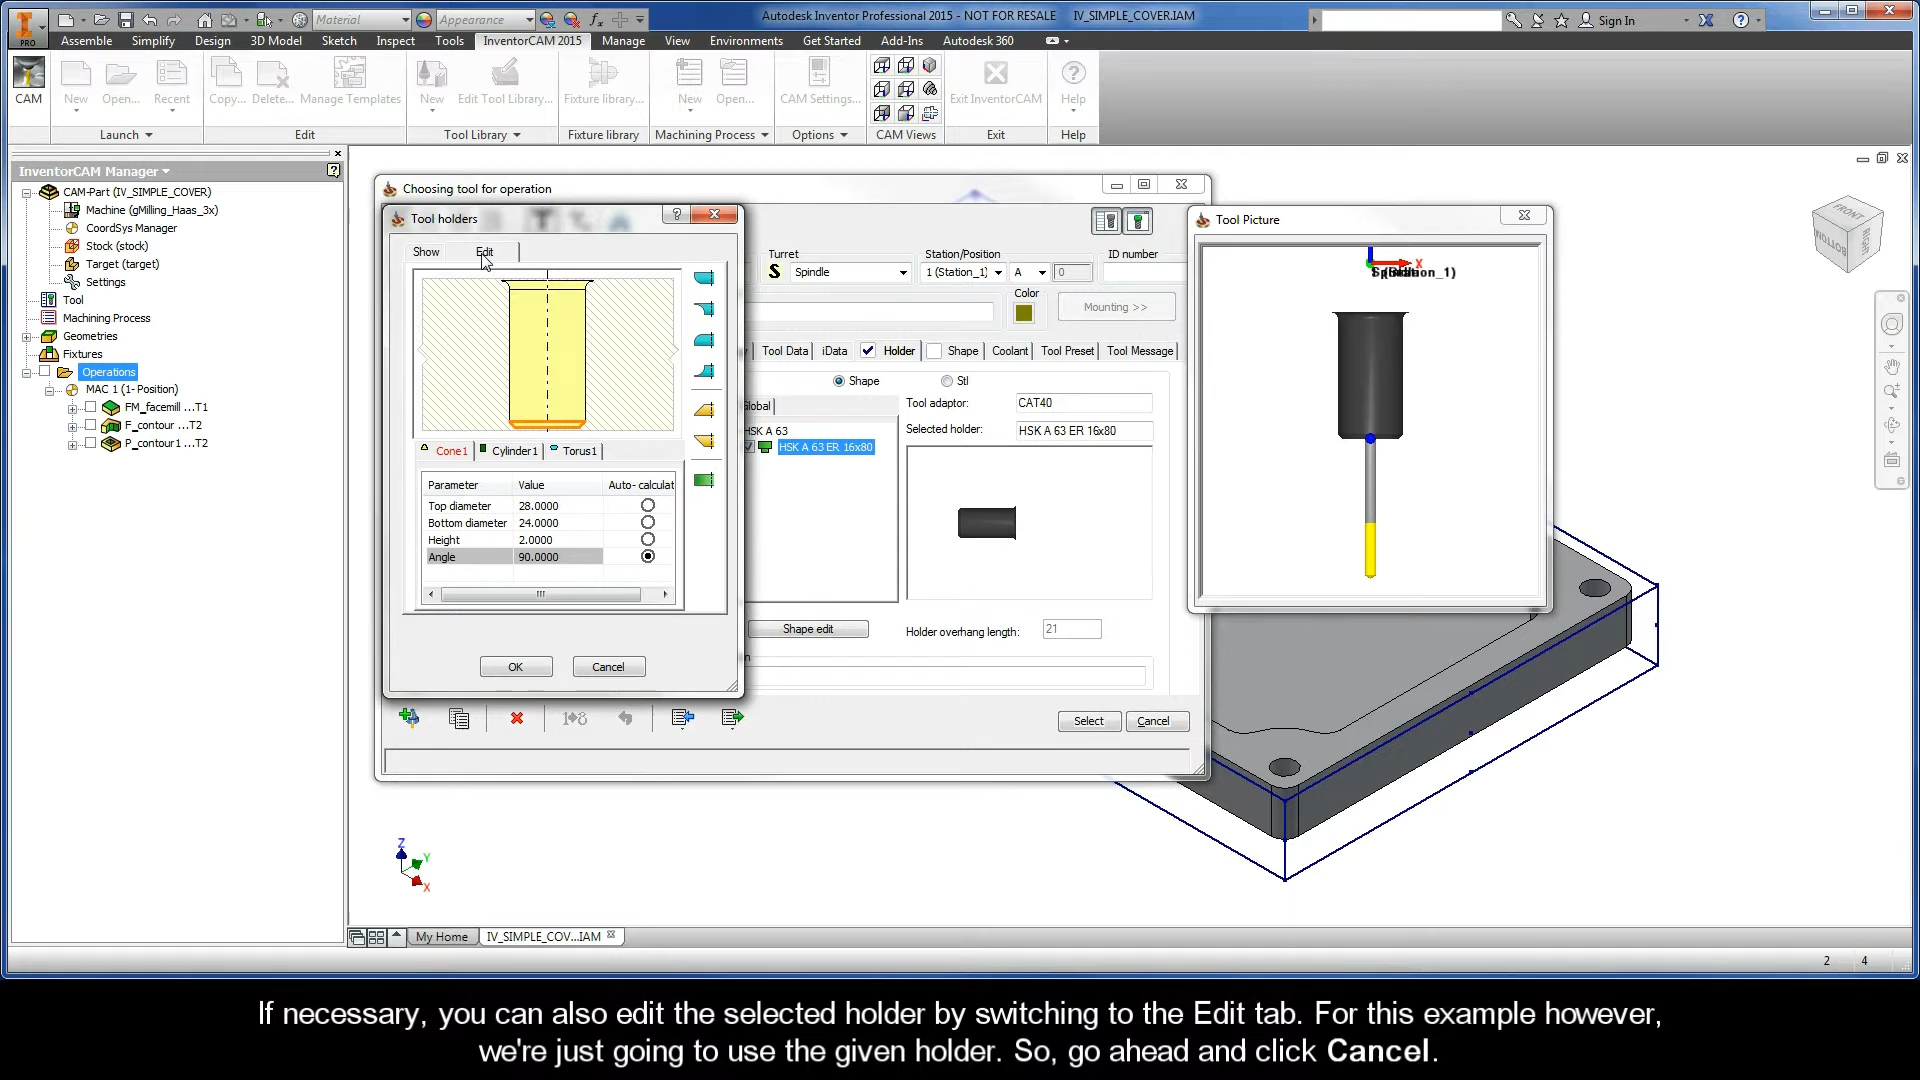 Material
Appearance
Autodesk Inventor Professional 2015 - NOT FOR RESALE IV_SIMPLE_COVER.IAM
Sign In
PRO
Assemble Simplify Design 3D Model Sketch Inspect Tools InventorCAM 2015 Manage View Environments Get Started Add-Ins Autodesk 360
CAM New Open... Recent Copy... Delete... Manage Templates New Edit Tool Library... Fixture library... New Open... CAM Settings... Exit InventorCAM Help
Launch Edit Tool Library Fixture library Machining Process Options CAM Views Exit Help
InventorCAM Manager
CAM-Part (IV_SIMPLE_COVER)
Machine (gMilling_Haas_3x)
CoordSys Manager
Stock (stock)
Target (target)
Settings
Tool
Machining Process
Geometries
Fixtures
Operations
MAC 1 (1- Position)
FM_facemill ...T1
F_contour ...T2
P_contour1 ...T2
Choosing tool for operation
Tool holders
Show Edit
Cone1 Cylinder1 Torus1
Parameter Value Auto- calculat
Top diameter 28.0000
Bottom diameter 24.0000
Height 2.0000
Angle 90.0000
OK Cancel
Turret Station/Position ID number
S Spindle 1 (Station_1) A 0
Color
Mounting >>
Tool Data iData Holder Shape Coolant Tool Preset Tool Message
Shape Stl
Global
Tool adaptor: CAT40
HSK A 63
Selected holder: HSK A 63 ER 16x80
HSK A 63 ER 16x80
Shape edit
Holder overhang length: 21
Select Cancel
Tool Picture
X
FRONT
RIGHT
BOTTOM
Z
Y
X
My Home IV_SIMPLE_COV...IAM
2 4
If necessary, you can also edit the selected holder by switching to the Edit tab. For this example however,
we're just going to use the given holder. So, go ahead and click Cancel.